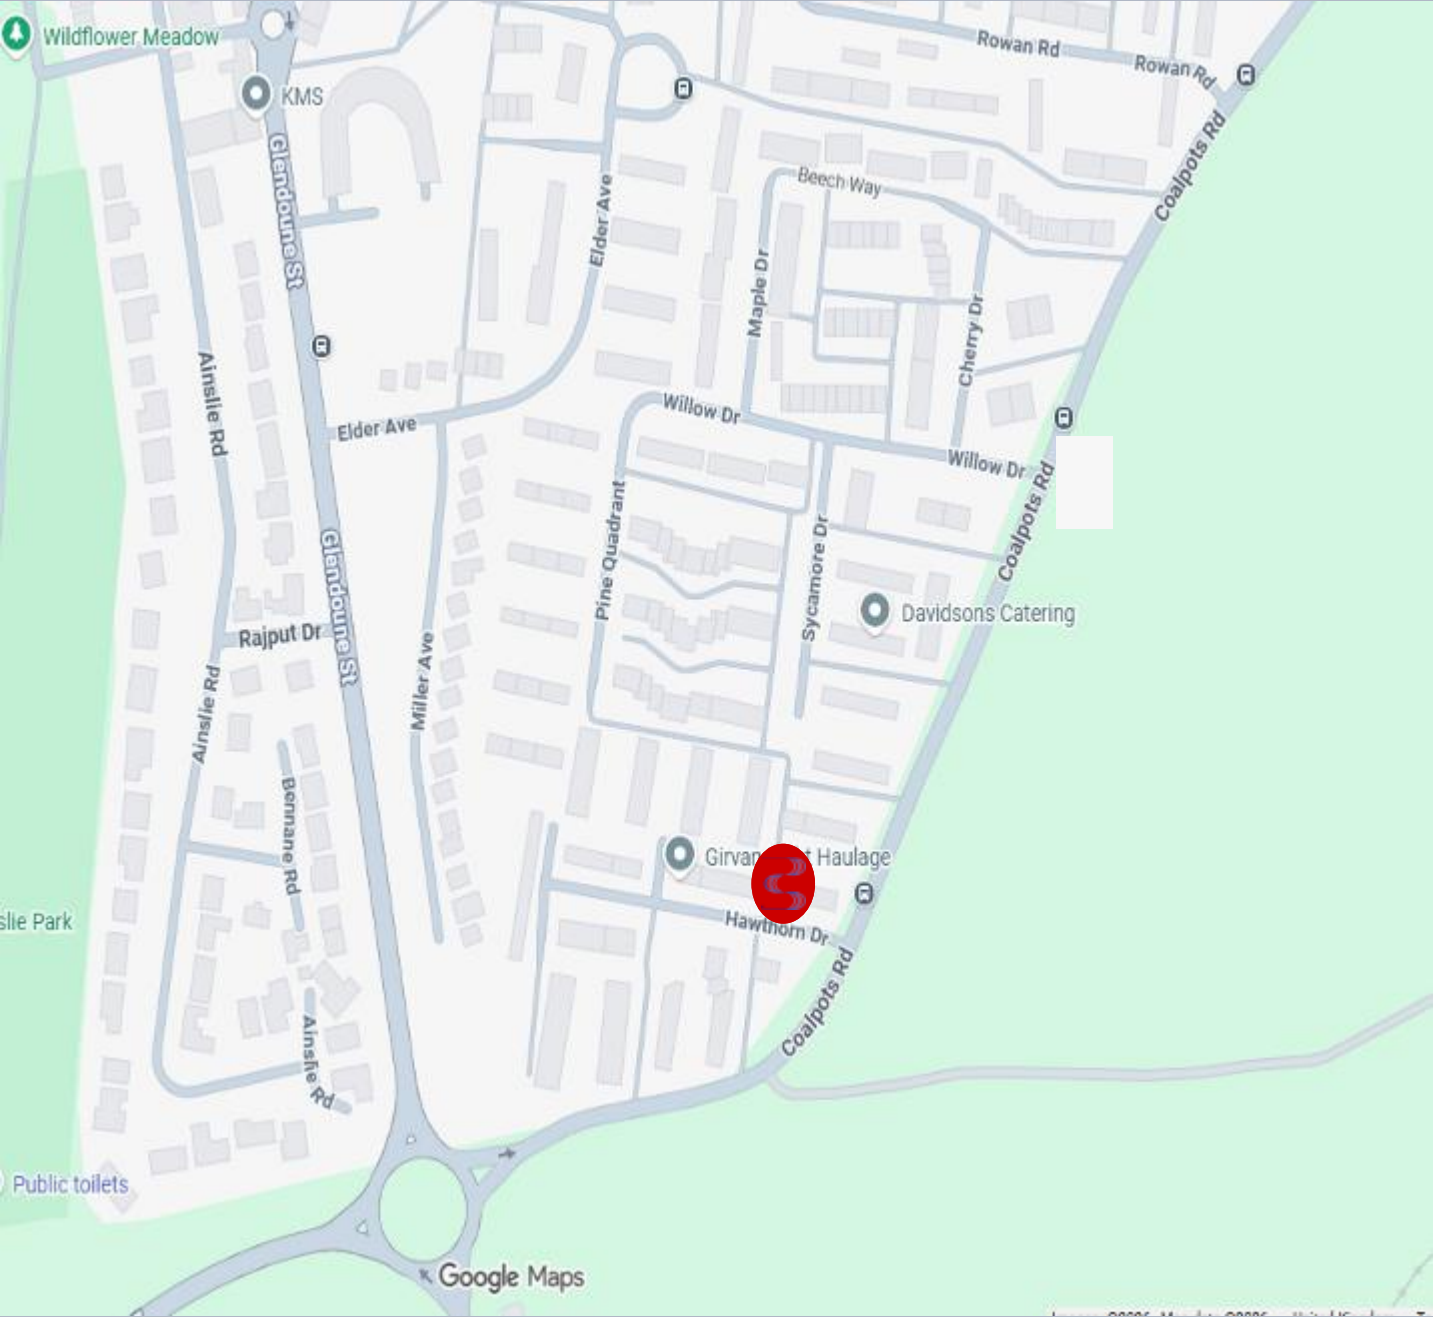 Wildflower Meadow
Rowan Rd
Rowan Rd
KMS
Glendoune St
Coalpots Rd
Beech Way
Elder Ave
Maple Dr
Cherry Dr
Ainslie Rd
Willow Dr
Elder Ave
Willow Dr
Coalpots Rd
Pine Quadrant
Sycamore Dr
Glendoune St
Davidsons Catering
Rajput Dr
Miller Ave
Ainslie Rd
Bennane Rd
Haulage
slie Park
Hawthorn Dr
Coalpots Rd
Ainslie Rd
Public toilets
Google Maps